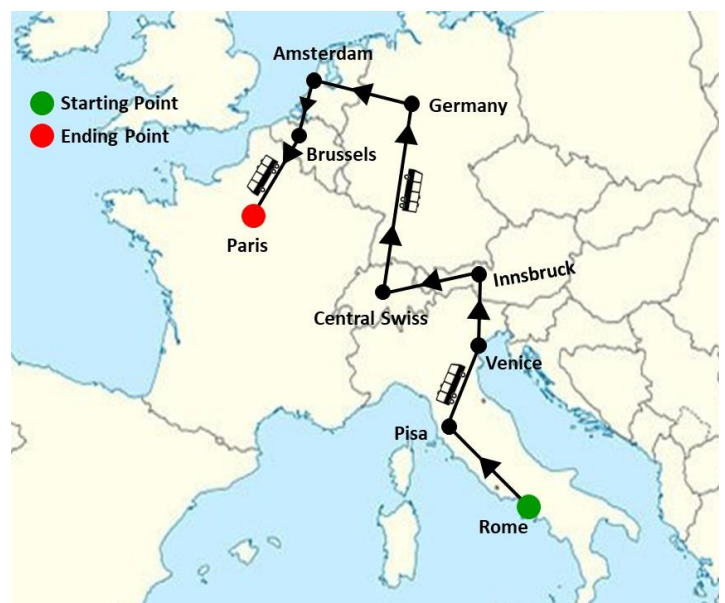 Amsterdam
Starting Point
Germany
Ending Point
Brussels
Paris
Innsbruck
Central Swiss
Venice
Pisa
Rome